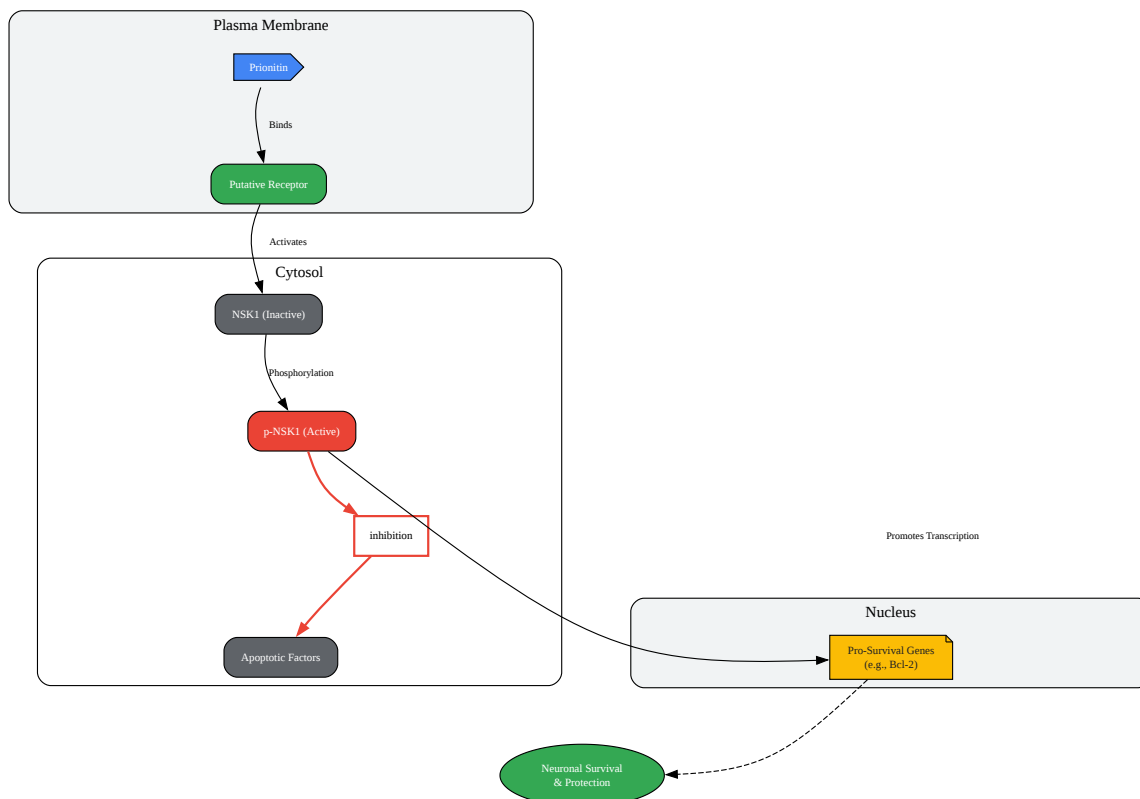 Plasma Membrane
Prionitin
Binds
Putative Receptor
Activates
Cytosol
NSK1 (Inactive)
Phosphorylation
p-NSK1 (Active)
inhibition
Promotes Transcription
Nucleus
Pro-Survival Genes
(e.g., Bcl-2)
Apoptotic Factors
Neuronal Survival
& Protection